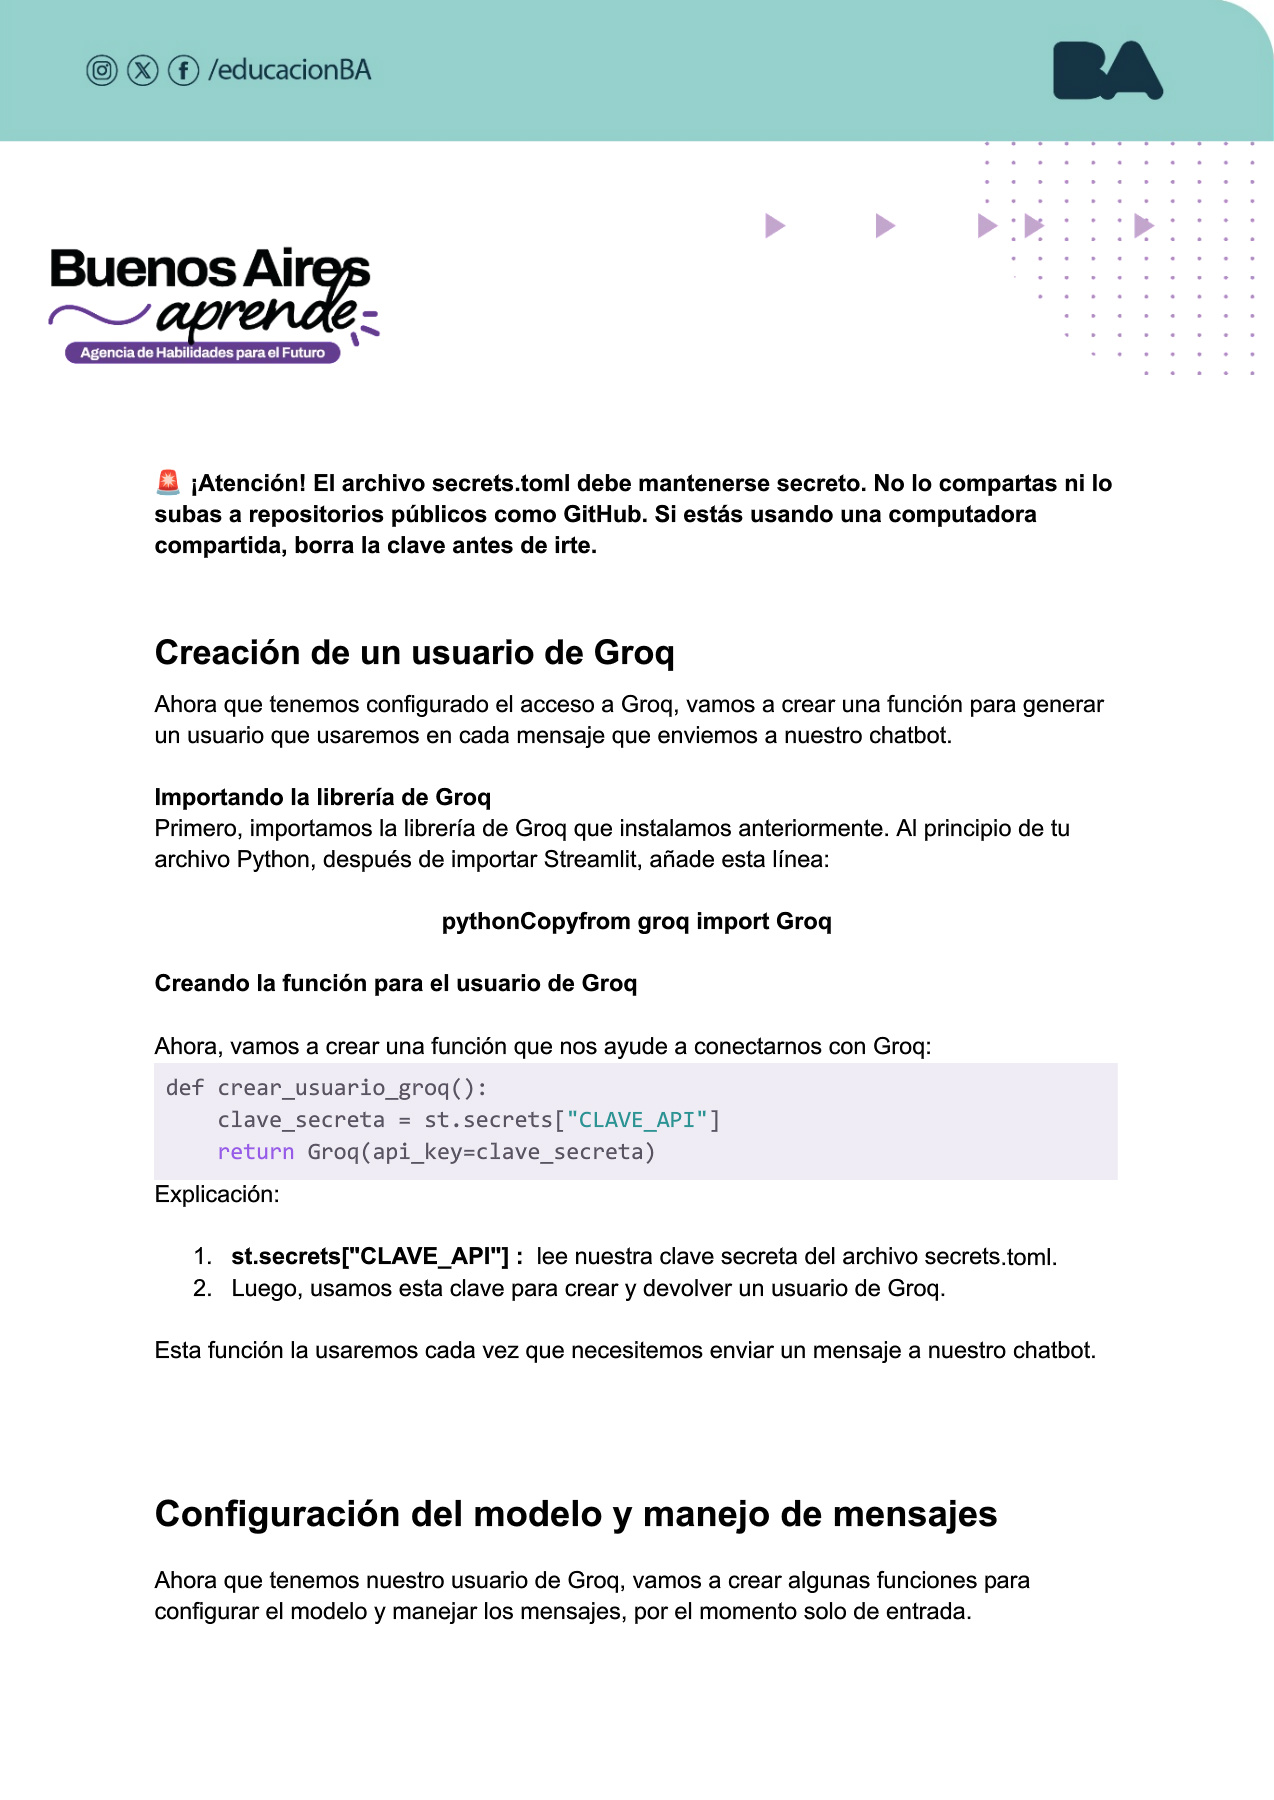 /educacionBA
BA
Buenos Aires
aprende
Agencia de Habilidades para el Futuro
🚨 ¡Atención! El archivo secrets.toml debe mantenerse secreto. No lo compartas ni lo
subas a repositorios públicos como GitHub. Si estás usando una computadora
compartida, borra la clave antes de irte.
Creación de un usuario de Groq
Ahora que tenemos configurado el acceso a Groq, vamos a crear una función para generar
un usuario que usaremos en cada mensaje que enviemos a nuestro chatbot.
Importando la librería de Groq
Primero, importamos la librería de Groq que instalamos anteriormente. Al principio de tu
archivo Python, después de importar Streamlit, añade esta línea:
pythonCopyfrom groq import Groq
Creando la función para el usuario de Groq
Ahora, vamos a crear una función que nos ayude a conectarnos con Groq:
def crear_usuario_groq():
    clave_secreta = st.secrets["CLAVE_API"]
    return Groq(api_key=clave_secreta)
Explicación:
1. st.secrets["CLAVE_API"] : lee nuestra clave secreta del archivo secrets.toml.
2. Luego, usamos esta clave para crear y devolver un usuario de Groq.
Esta función la usaremos cada vez que necesitemos enviar un mensaje a nuestro chatbot.
Configuración del modelo y manejo de mensajes
Ahora que tenemos nuestro usuario de Groq, vamos a crear algunas funciones para
configurar el modelo y manejar los mensajes, por el momento solo de entrada.